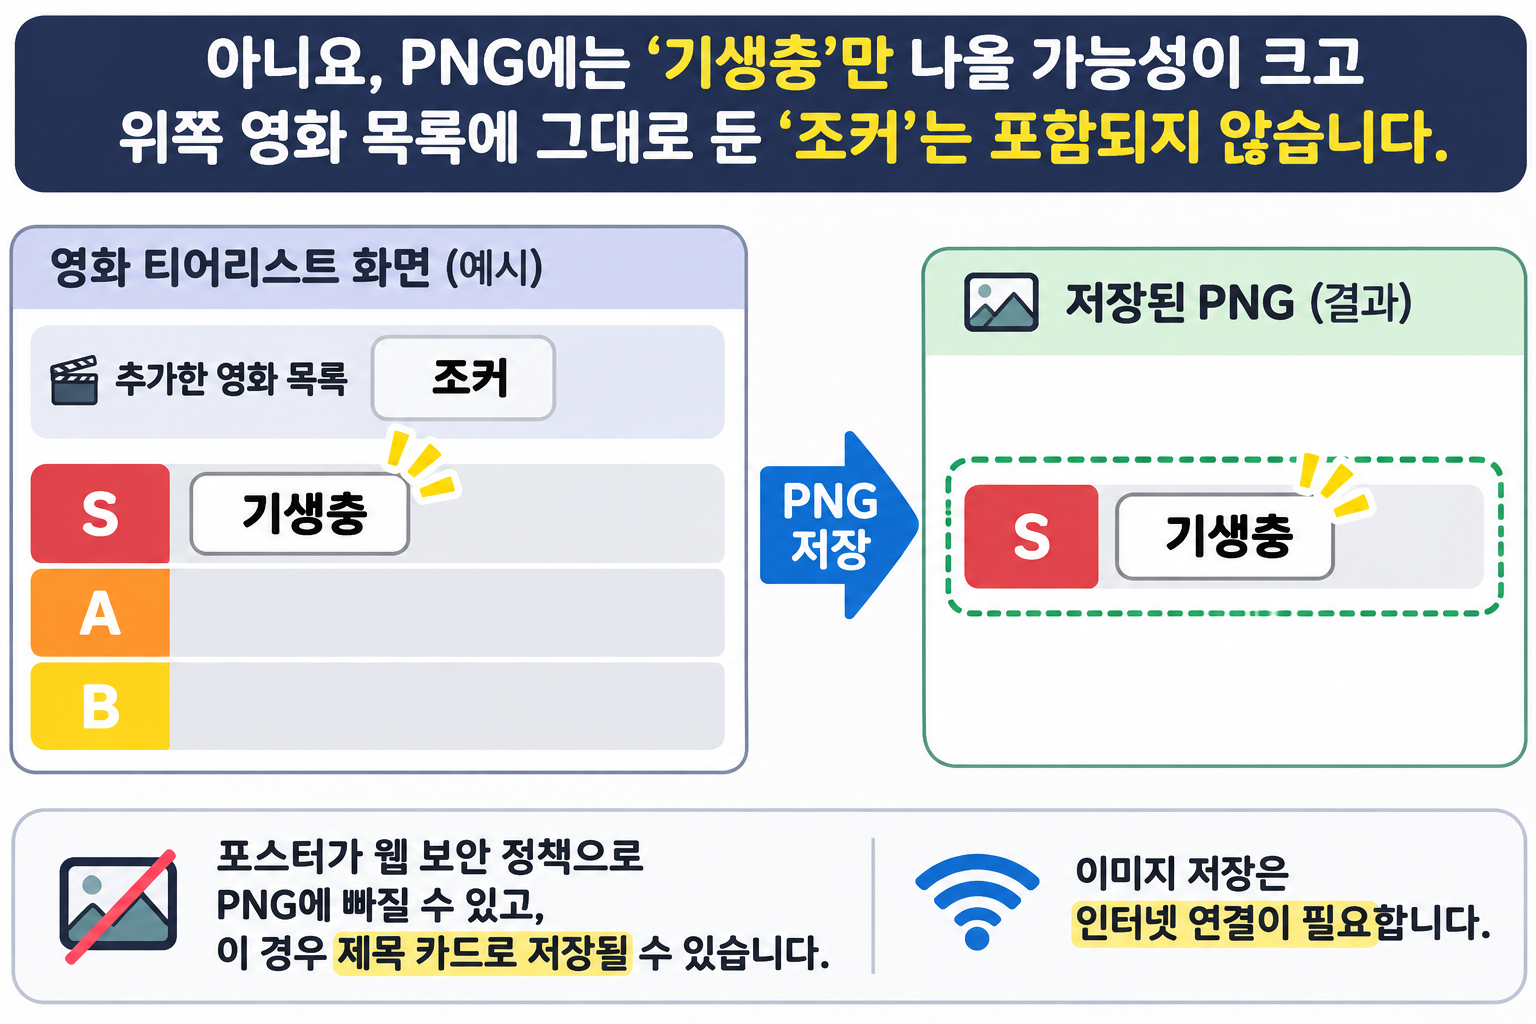 아니요, PNG에는 ‘기생충’만 나올 가능성이 크고
위쪽 영화 목록에 그대로 둔 ‘조커’는 포함되지 않습니다.
영화 티어리스트 화면 (예시)
추가한 영화 목록
조커
S
기생충
A
B
PNG
저장
저장된 PNG (결과)
S
기생충
포스터가 웹 보안 정책으로
PNG에 빠질 수 있고,
이 경우 제목 카드로 저장될 수 있습니다.
이미지 저장은
인터넷 연결이 필요합니다.